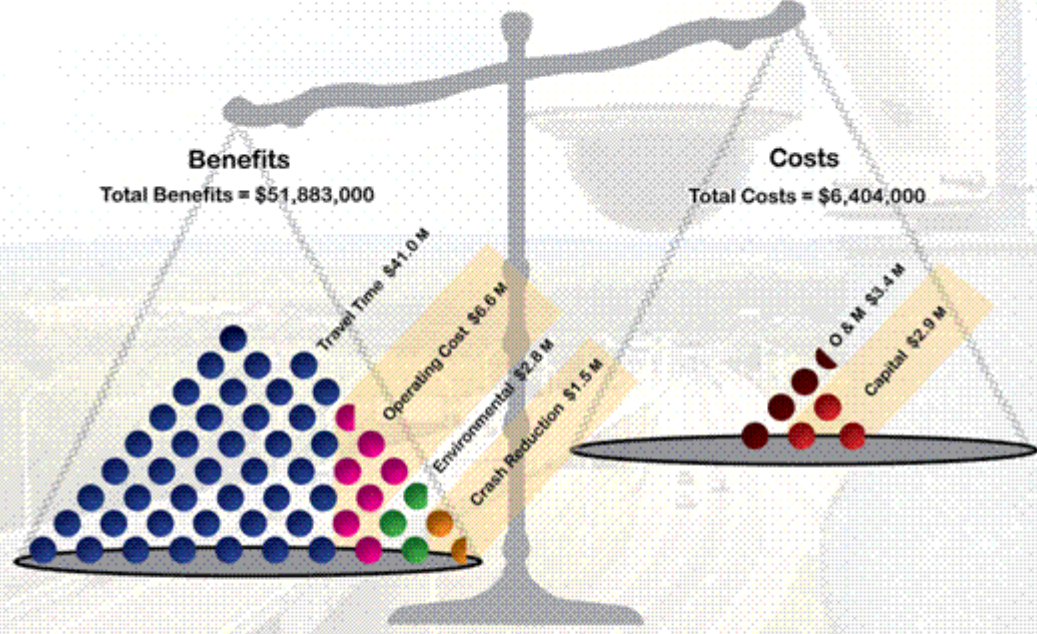 Benefits
Total Benefits = $51,883,000
Travel Time $41.0 M
Operating Cost $6.6 M
Environmental $2.8 M
Crash Reduction $1.5 M
Costs
Total Costs = $6,404,000
O & M $3.4 M
Capital $2.9 M